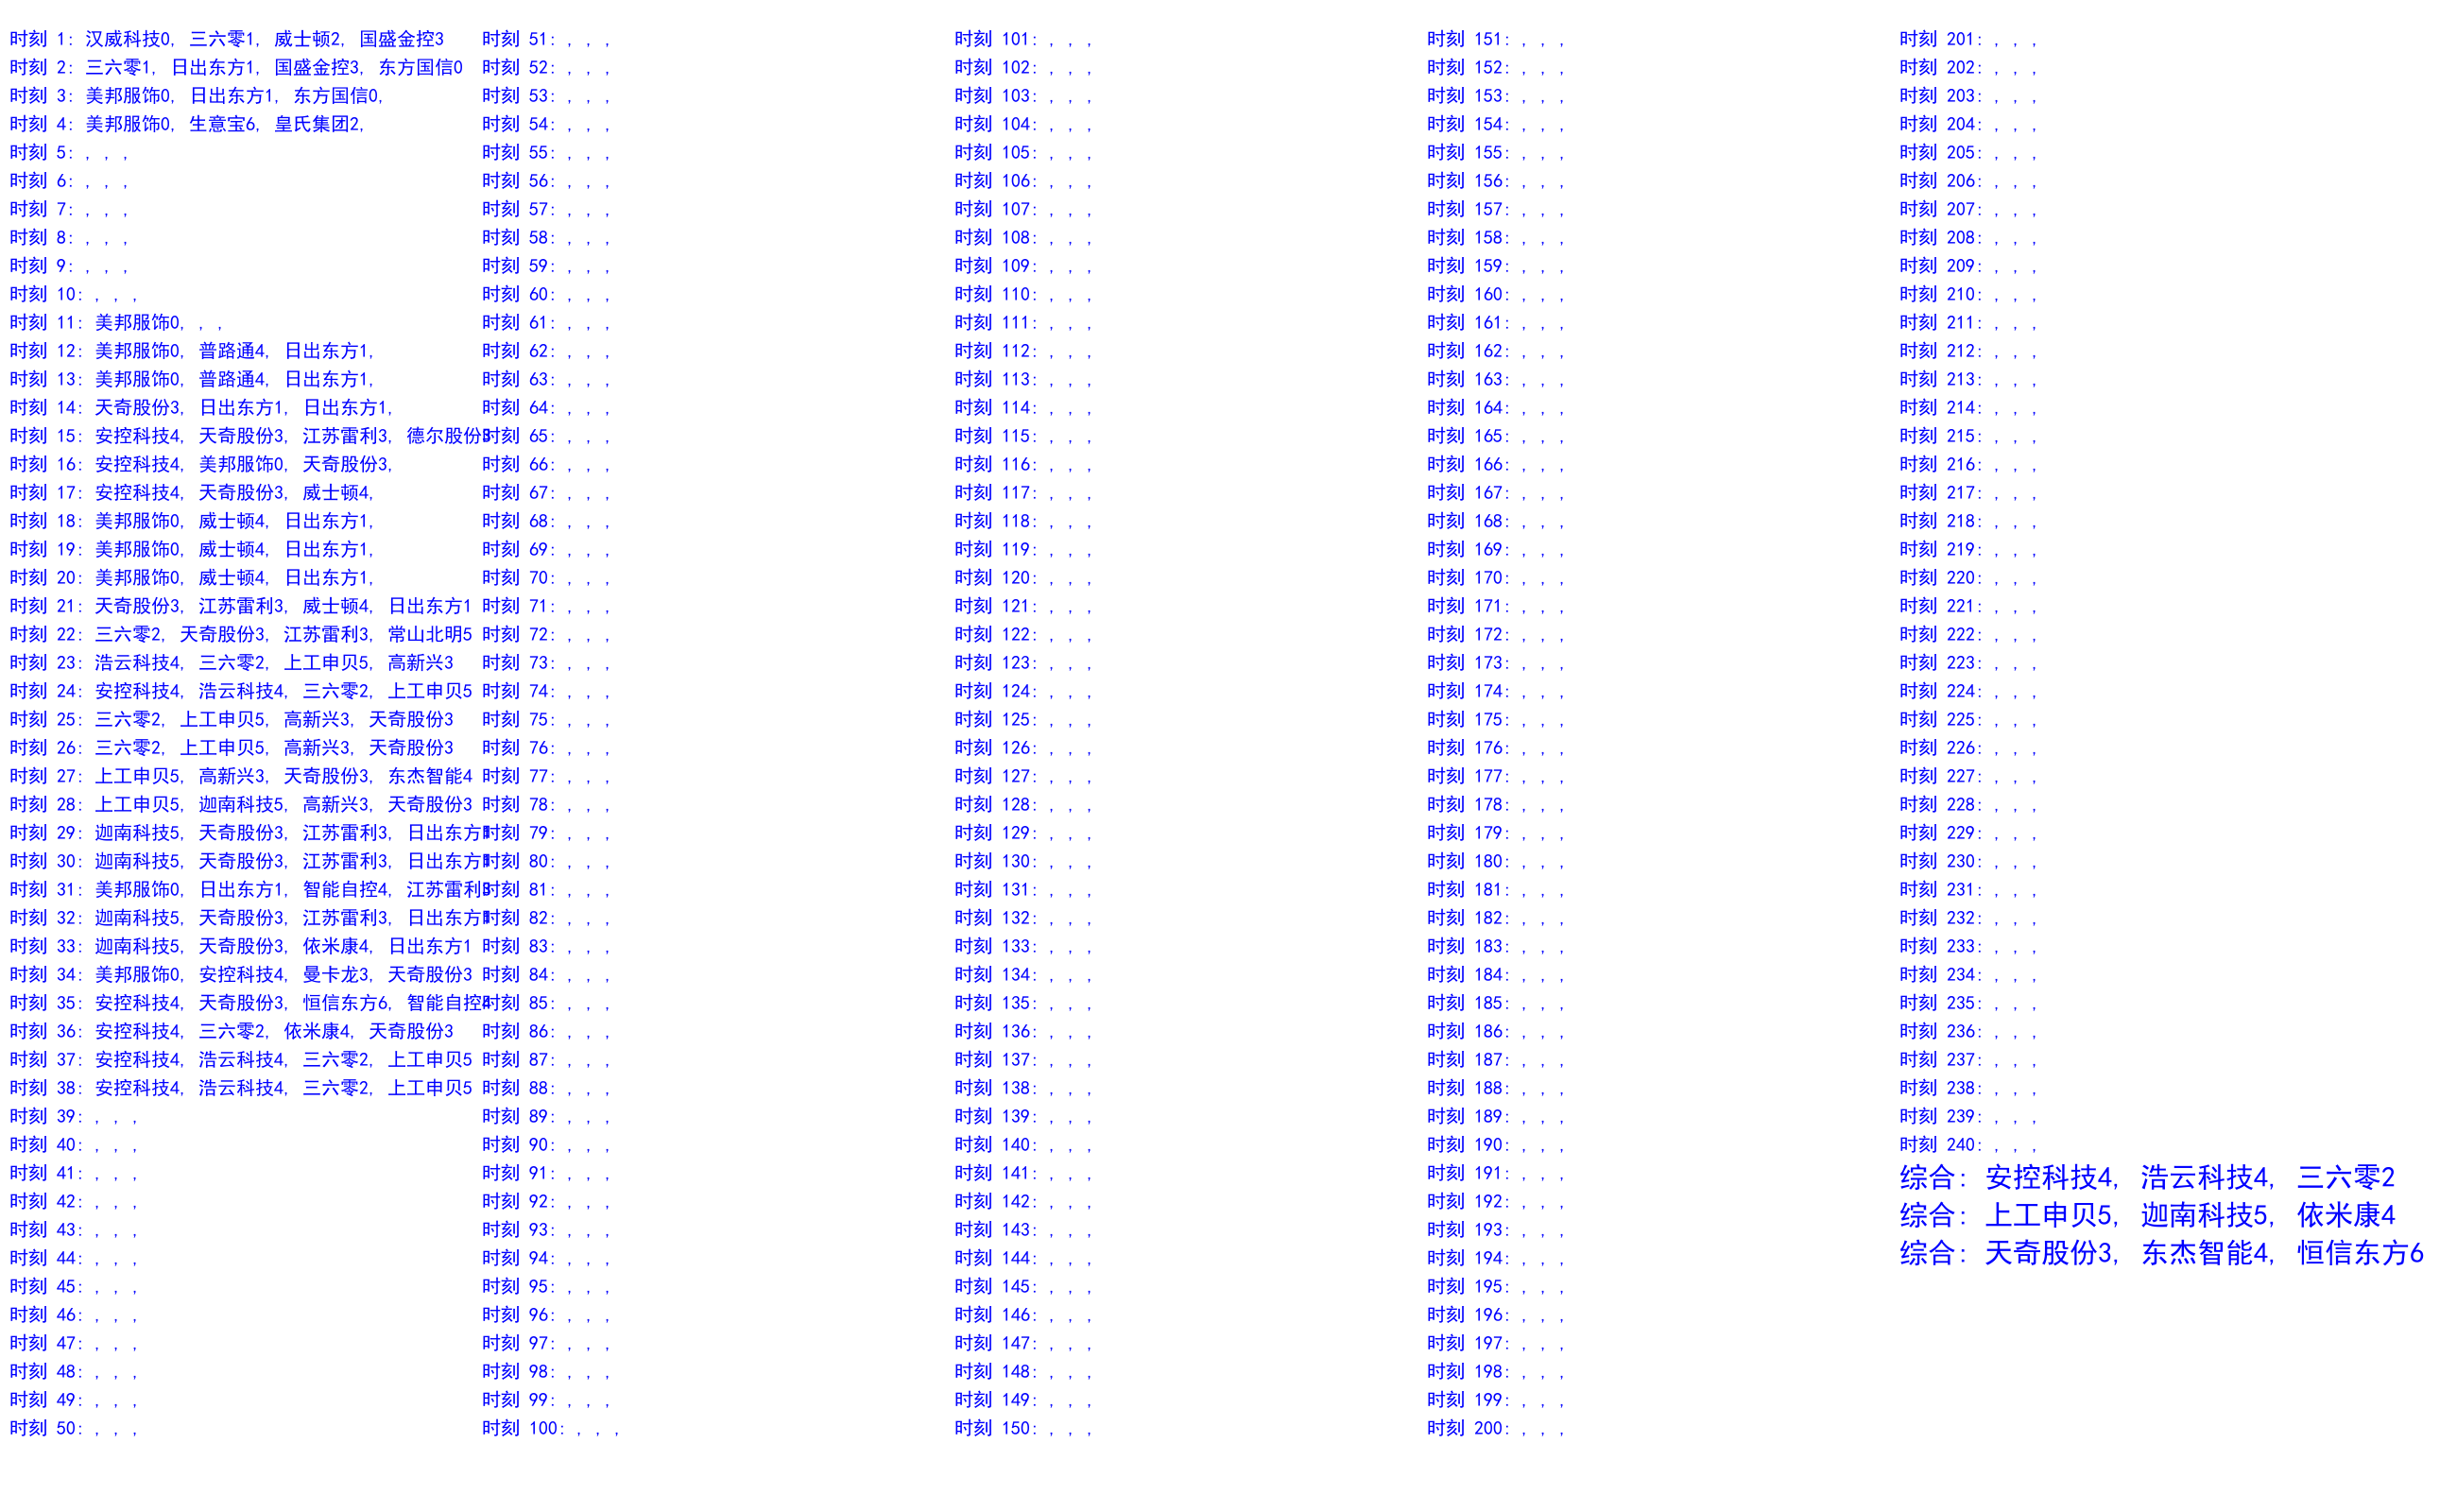 时刻 1: 汉威科技0, 三六零1, 威士顿2, 国盛金控3
时刻 2: 三六零1, 日出东方1, 国盛金控3, 东方国信0
时刻 3: 美邦服饰0, 日出东方1, 东方国信0,
时刻 4: 美邦服饰0, 生意宝6, 皇氏集团2,
时刻 5: , , ,
时刻 6: , , ,
时刻 7: , , ,
时刻 8: , , ,
时刻 9: , , ,
时刻 10: , , ,
时刻 11: 美邦服饰0, , ,
时刻 12: 美邦服饰0, 普路通4, 日出东方1,
时刻 13: 美邦服饰0, 普路通4, 日出东方1,
时刻 14: 天奇股份3, 日出东方1, 日出东方1,
时刻 15: 安控科技4, 天奇股份3, 江苏雷利3, 德尔股份3
时刻 16: 安控科技4, 美邦服饰0, 天奇股份3,
时刻 17: 安控科技4, 天奇股份3, 威士顿4,
时刻 18: 美邦服饰0, 威士顿4, 日出东方1,
时刻 19: 美邦服饰0, 威士顿4, 日出东方1,
时刻 20: 美邦服饰0, 威士顿4, 日出东方1,
时刻 21: 天奇股份3, 江苏雷利3, 威士顿4, 日出东方1
时刻 22: 三六零2, 天奇股份3, 江苏雷利3, 常山北明5
时刻 23: 浩云科技4, 三六零2, 上工申贝5, 高新兴3
时刻 24: 安控科技4, 浩云科技4, 三六零2, 上工申贝5
时刻 25: 三六零2, 上工申贝5, 高新兴3, 天奇股份3
时刻 26: 三六零2, 上工申贝5, 高新兴3, 天奇股份3
时刻 27: 上工申贝5, 高新兴3, 天奇股份3, 东杰智能4
时刻 28: 上工申贝5, 迦南科技5, 高新兴3, 天奇股份3
时刻 29: 迦南科技5, 天奇股份3, 江苏雷利3, 日出东方1
时刻 30: 迦南科技5, 天奇股份3, 江苏雷利3, 日出东方1
时刻 31: 美邦服饰0, 日出东方1, 智能自控4, 江苏雷利3
时刻 32: 迦南科技5, 天奇股份3, 江苏雷利3, 日出东方1
时刻 33: 迦南科技5, 天奇股份3, 依米康4, 日出东方1
时刻 34: 美邦服饰0, 安控科技4, 曼卡龙3, 天奇股份3
时刻 35: 安控科技4, 天奇股份3, 恒信东方6, 智能自控4
时刻 36: 安控科技4, 三六零2, 依米康4, 天奇股份3
时刻 37: 安控科技4, 浩云科技4, 三六零2, 上工申贝5
时刻 38: 安控科技4, 浩云科技4, 三六零2, 上工申贝5
时刻 39: , , ,
时刻 40: , , ,
时刻 41: , , ,
时刻 42: , , ,
时刻 43: , , ,
时刻 44: , , ,
时刻 45: , , ,
时刻 46: , , ,
时刻 47: , , ,
时刻 48: , , ,
时刻 49: , , ,
时刻 50: , , ,
时刻 51: , , ,
时刻 52: , , ,
时刻 53: , , ,
时刻 54: , , ,
时刻 55: , , ,
时刻 56: , , ,
时刻 57: , , ,
时刻 58: , , ,
时刻 59: , , ,
时刻 60: , , ,
时刻 61: , , ,
时刻 62: , , ,
时刻 63: , , ,
时刻 64: , , ,
时刻 65: , , ,
时刻 66: , , ,
时刻 67: , , ,
时刻 68: , , ,
时刻 69: , , ,
时刻 70: , , ,
时刻 71: , , ,
时刻 72: , , ,
时刻 73: , , ,
时刻 74: , , ,
时刻 75: , , ,
时刻 76: , , ,
时刻 77: , , ,
时刻 78: , , ,
时刻 79: , , ,
时刻 80: , , ,
时刻 81: , , ,
时刻 82: , , ,
时刻 83: , , ,
时刻 84: , , ,
时刻 85: , , ,
时刻 86: , , ,
时刻 87: , , ,
时刻 88: , , ,
时刻 89: , , ,
时刻 90: , , ,
时刻 91: , , ,
时刻 92: , , ,
时刻 93: , , ,
时刻 94: , , ,
时刻 95: , , ,
时刻 96: , , ,
时刻 97: , , ,
时刻 98: , , ,
时刻 99: , , ,
时刻 100: , , ,
时刻 101: , , ,
时刻 102: , , ,
时刻 103: , , ,
时刻 104: , , ,
时刻 105: , , ,
时刻 106: , , ,
时刻 107: , , ,
时刻 108: , , ,
时刻 109: , , ,
时刻 110: , , ,
时刻 111: , , ,
时刻 112: , , ,
时刻 113: , , ,
时刻 114: , , ,
时刻 115: , , ,
时刻 116: , , ,
时刻 117: , , ,
时刻 118: , , ,
时刻 119: , , ,
时刻 120: , , ,
时刻 121: , , ,
时刻 122: , , ,
时刻 123: , , ,
时刻 124: , , ,
时刻 125: , , ,
时刻 126: , , ,
时刻 127: , , ,
时刻 128: , , ,
时刻 129: , , ,
时刻 130: , , ,
时刻 131: , , ,
时刻 132: , , ,
时刻 133: , , ,
时刻 134: , , ,
时刻 135: , , ,
时刻 136: , , ,
时刻 137: , , ,
时刻 138: , , ,
时刻 139: , , ,
时刻 140: , , ,
时刻 141: , , ,
时刻 142: , , ,
时刻 143: , , ,
时刻 144: , , ,
时刻 145: , , ,
时刻 146: , , ,
时刻 147: , , ,
时刻 148: , , ,
时刻 149: , , ,
时刻 150: , , ,
时刻 151: , , ,
时刻 152: , , ,
时刻 153: , , ,
时刻 154: , , ,
时刻 155: , , ,
时刻 156: , , ,
时刻 157: , , ,
时刻 158: , , ,
时刻 159: , , ,
时刻 160: , , ,
时刻 161: , , ,
时刻 162: , , ,
时刻 163: , , ,
时刻 164: , , ,
时刻 165: , , ,
时刻 166: , , ,
时刻 167: , , ,
时刻 168: , , ,
时刻 169: , , ,
时刻 170: , , ,
时刻 171: , , ,
时刻 172: , , ,
时刻 173: , , ,
时刻 174: , , ,
时刻 175: , , ,
时刻 176: , , ,
时刻 177: , , ,
时刻 178: , , ,
时刻 179: , , ,
时刻 180: , , ,
时刻 181: , , ,
时刻 182: , , ,
时刻 183: , , ,
时刻 184: , , ,
时刻 185: , , ,
时刻 186: , , ,
时刻 187: , , ,
时刻 188: , , ,
时刻 189: , , ,
时刻 190: , , ,
时刻 191: , , ,
时刻 192: , , ,
时刻 193: , , ,
时刻 194: , , ,
时刻 195: , , ,
时刻 196: , , ,
时刻 197: , , ,
时刻 198: , , ,
时刻 199: , , ,
时刻 200: , , ,
时刻 201: , , ,
时刻 202: , , ,
时刻 203: , , ,
时刻 204: , , ,
时刻 205: , , ,
时刻 206: , , ,
时刻 207: , , ,
时刻 208: , , ,
时刻 209: , , ,
时刻 210: , , ,
时刻 211: , , ,
时刻 212: , , ,
时刻 213: , , ,
时刻 214: , , ,
时刻 215: , , ,
时刻 216: , , ,
时刻 217: , , ,
时刻 218: , , ,
时刻 219: , , ,
时刻 220: , , ,
时刻 221: , , ,
时刻 222: , , ,
时刻 223: , , ,
时刻 224: , , ,
时刻 225: , , ,
时刻 226: , , ,
时刻 227: , , ,
时刻 228: , , ,
时刻 229: , , ,
时刻 230: , , ,
时刻 231: , , ,
时刻 232: , , ,
时刻 233: , , ,
时刻 234: , , ,
时刻 235: , , ,
时刻 236: , , ,
时刻 237: , , ,
时刻 238: , , ,
时刻 239: , , ,
时刻 240: , , ,
综合: 安控科技4, 浩云科技4, 三六零2
综合: 上工申贝5, 迦南科技5, 依米康4
综合: 天奇股份3, 东杰智能4, 恒信东方6